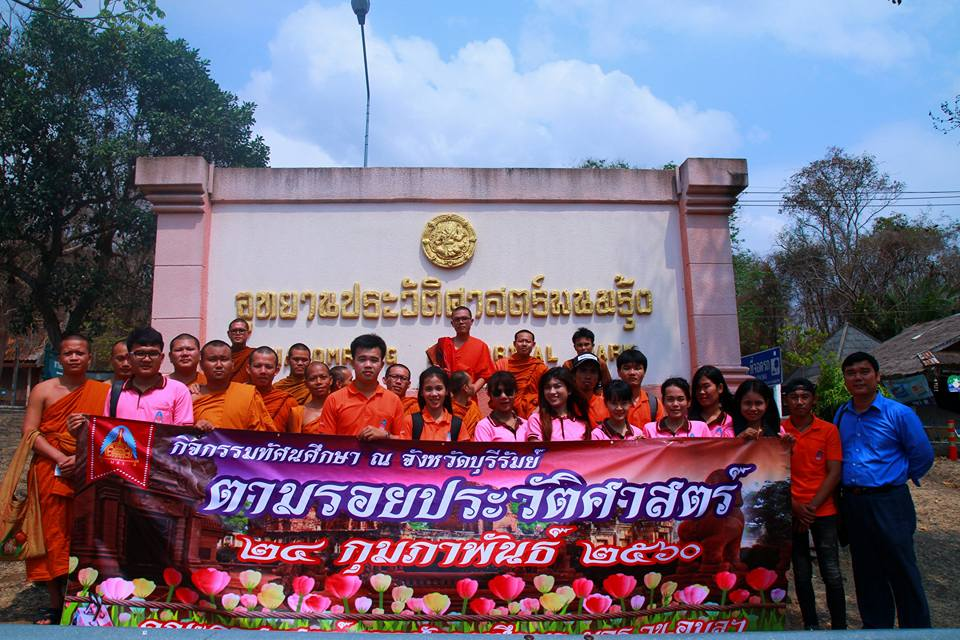 อุทยานประวัติศาสตร์พนมรุ้ง
PARK
กิจกรรมทัศนศึกษา ณ จังหวัดบุรีรัมย์
ตามรอยประวัติศาสตร์
๒๔ กุมภาพันธ์ ๒๕๖๐